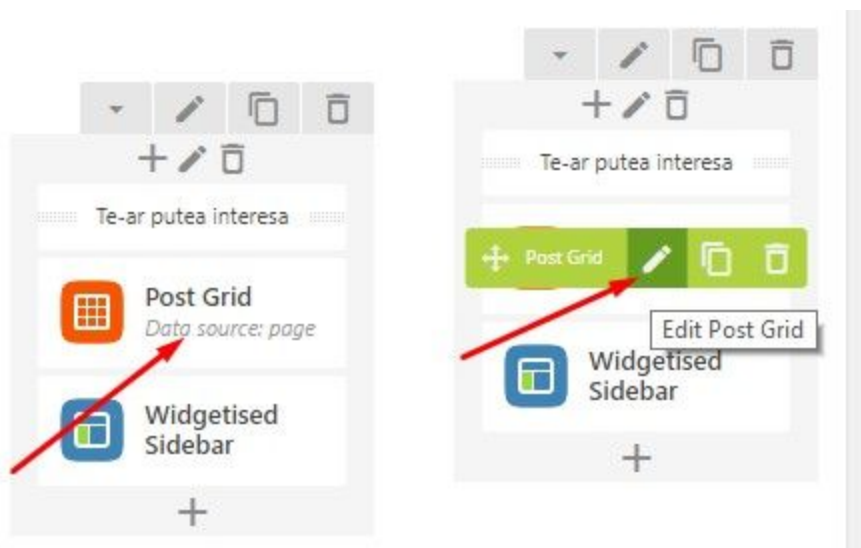 Te-ar putea interesa
Post Grid
Data source: page
Widgetised
Sidebar
Te-ar putea interesa
Post Grid
Edit Post Grid
Widgetised
Sidebar